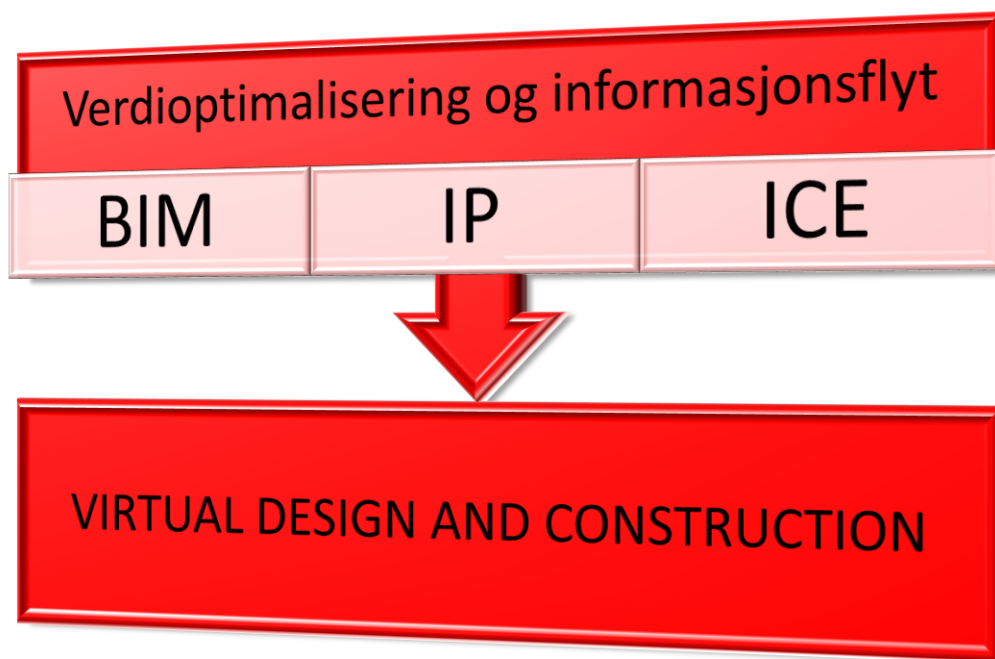 Verdioptimalisering og informasjonsflyt
BIM IP ICE
VIRTUAL DESIGN AND CONSTRUCTION